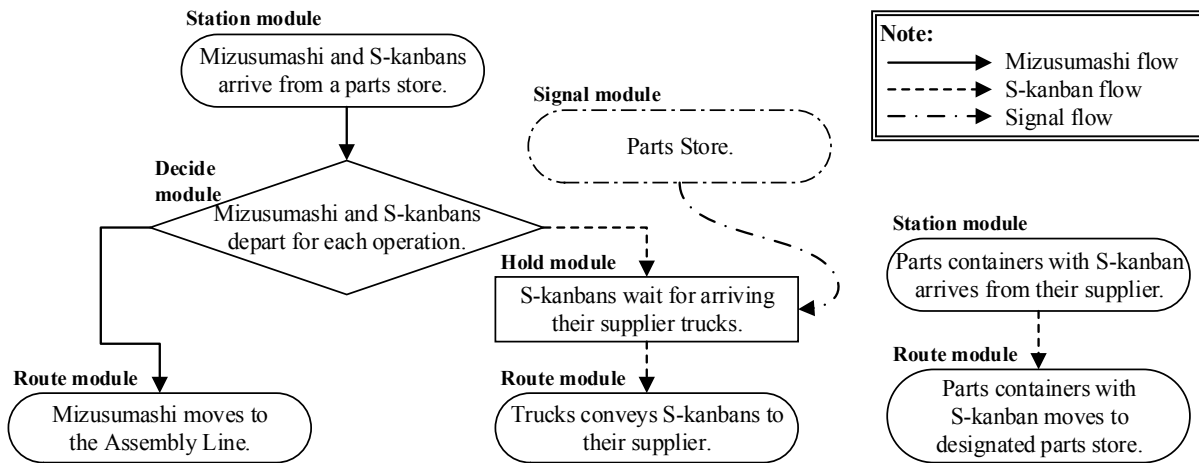 Station module
Mizusumashi and S-kanbans
arrive from a parts store.
Signal module
Parts Store.
Decide
module
Mizusumashi and S-kanbans
depart for each operation.
Hold module
S-kanbans wait for arriving
their supplier trucks.
Route module
Mizusumashi moves to
the Assembly Line.
Route module
Trucks conveys S-kanbans to
their supplier.
Note:
Mizusumashi flow
S-kanban flow
Signal flow
Station module
Parts containers with S-kanban
arrives from their supplier.
Route module
Parts containers with
S-kanban moves to
designated parts store.